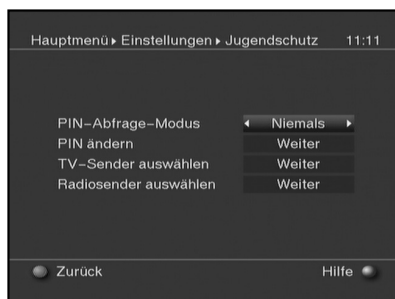 Hauptmenü ▸ Einstellungen ▸ Jugendschutz 11:11
PIN-Abfrage-Modus ◂ Niemals ▸
PIN ändern Weiter
TV-Sender auswählen Weiter
Radiosender auswählen Weiter
Zurück Hilfe